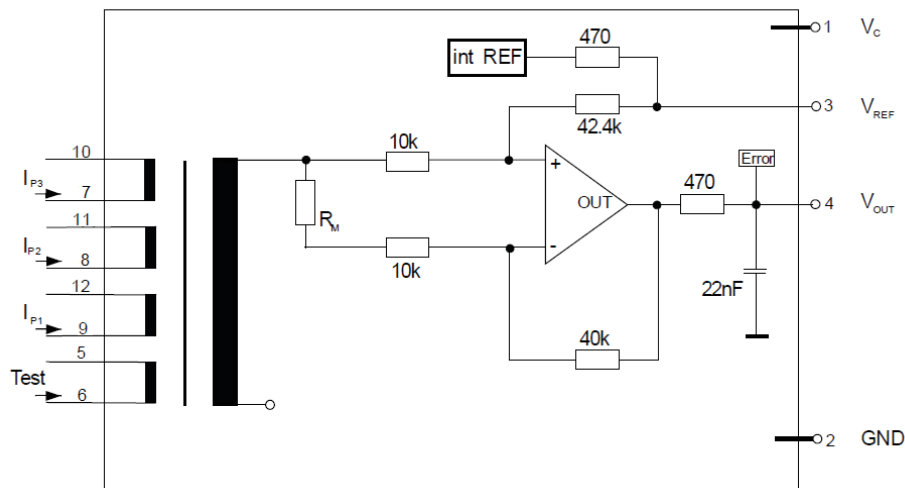 470
1 V_C
int REF
3 V_REF
42.4k
10k
10
I_P3
7
+
Error
470
OUT
4 V_OUT
R_M
11
I_P2
8
-
10k
22nF
12
I_P1
9
40k
5
Test
6
2 GND